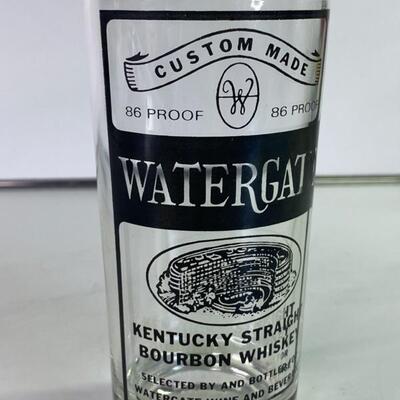 CUSTOM MADE
W
86 PROOF 86 PROOF
WATERGAT
KENTUCKY STRAIGHT
BOURBON WHISKEY
SELECTED BY AND BOTTLED
WATERGATE WINE AND BEVER